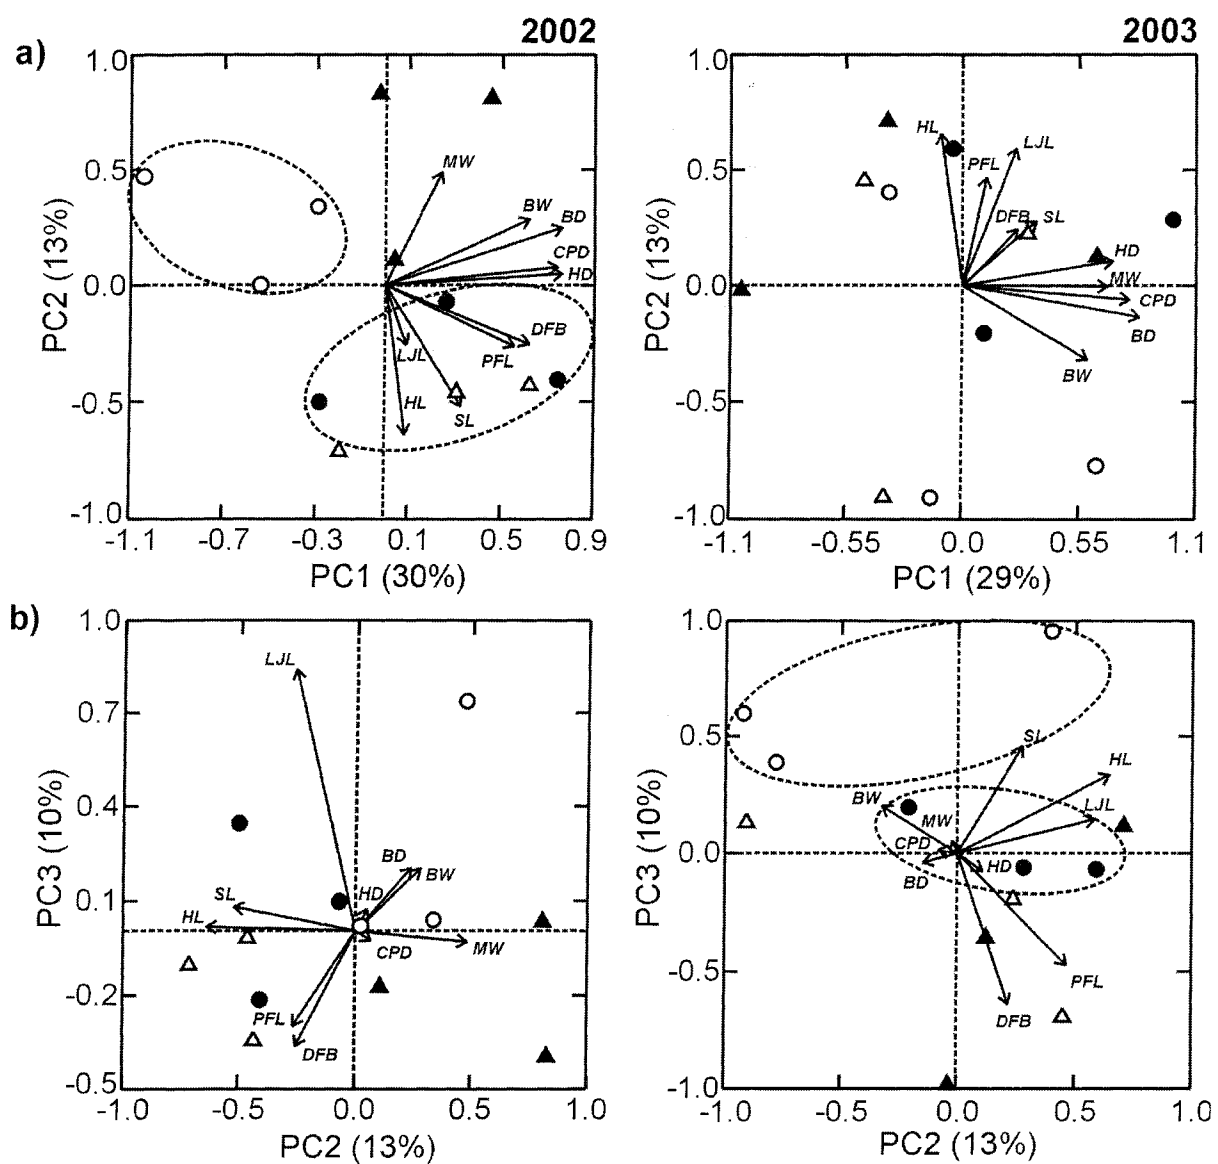 a)
2002
2003
1.0
0.5
0.0
-0.5
-1.0
PC2 (13%)
MW
BW
BD
CPD
HD
DFB
PFL
LJL
HL
SL
-1.1
-0.7
-0.3
0.1
0.5
0.9
PC1 (30%)
1.0
0.5
0.0
-0.5
-1.0
PC2 (13%)
HL
LJL
PFL
DFB
SL
HD
MW
CPD
BD
BW
-1.1
-0.55
0.0
0.55
1.1
PC1 (29%)
b)
1.0
0.7
0.4
0.1
-0.2
-0.5
PC3 (10%)
LJL
BD
BW
HD
SL
HL
CPD
MW
PFL
DFB
-1.0
-0.5
0.0
0.5
1.0
PC2 (13%)
1.0
0.5
0.0
-0.5
-1.0
PC3 (10%)
SL
HL
BW
LJL
MW
CPD
HD
BD
PFL
DFB
-1.0
-0.5
0.0
0.5
1.0
PC2 (13%)